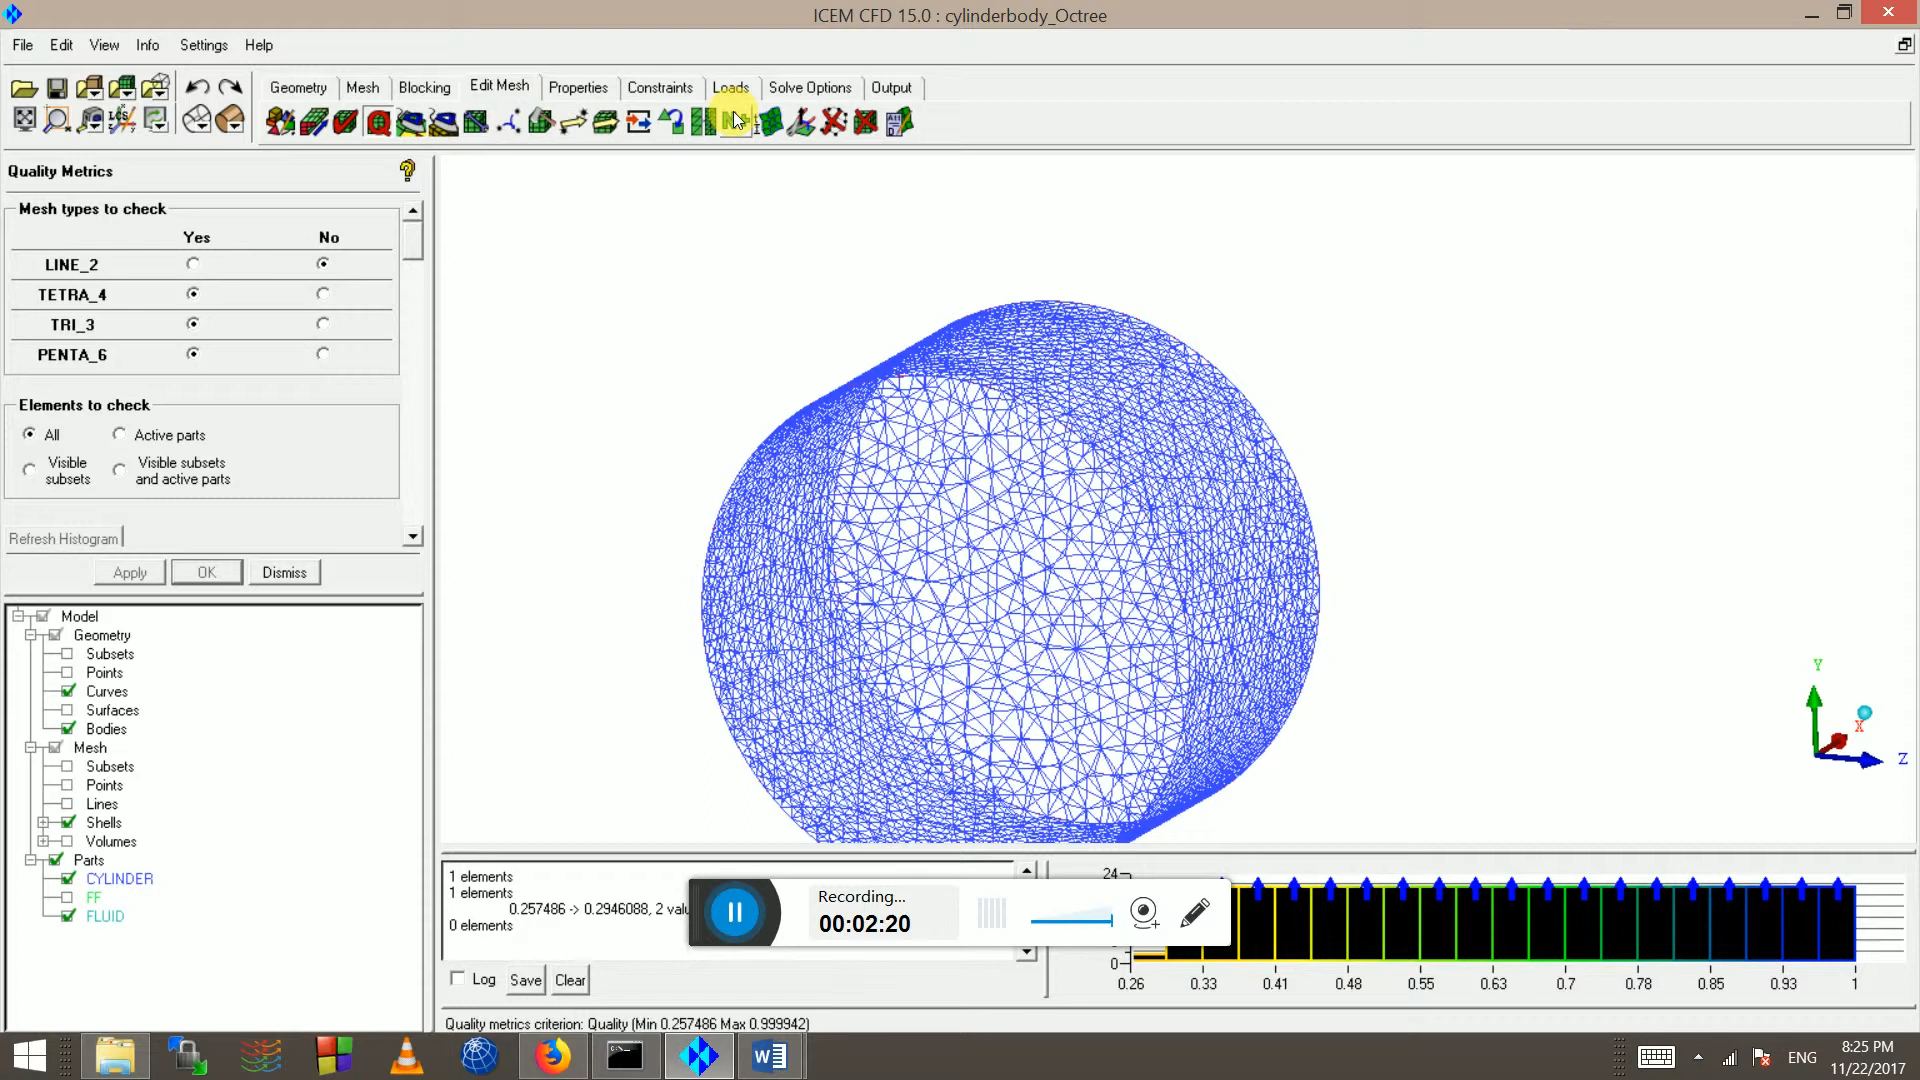 ICEM CFD 15.0 : cylinderbody_Octree
File Edit View Info Settings Help
Geometry Mesh Blocking Edit Mesh Properties Constraints Loads Solve Options Output
Quality Metrics
Mesh types to check
Yes No
LINE_2
TETRA_4
TRI_3
PENTA_6
Elements to check
All Active parts
Visible subsets
Visible subsets and active parts
Refresh Histogram
Apply OK Dismiss
Model
Geometry
Subsets
Points
Curves
Surfaces
Bodies
Mesh
Subsets
Points
Lines
Shells
Volumes
Parts
CYLINDER
FF
FLUID
Y
X
Z
1 elements
1 elements
0.257486 -> 0.2946088, 2 valu
0 elements
Recording...
00:02:20
24
0
0.26 0.33 0.41 0.48 0.55 0.63 0.7 0.78 0.85 0.93 1
Log Save Clear
Quality metrics criterion: Quality (Min 0.257486 Max 0.999942)
ENG
8:25 PM
11/22/2017